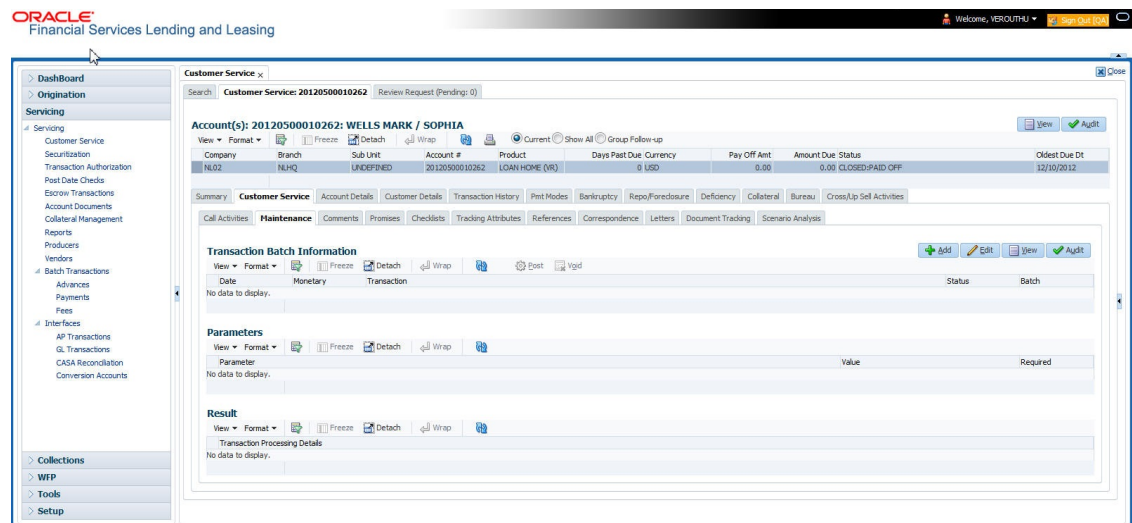 ORACLE
Financial Services Lending and Leasing
Welcome, VEROUTHU
Sign Out [QA]
DashBoard
Origination
Servicing
Servicing
Customer Service
Securitization
Transaction Authorization
Post Date Checks
Escrow Transactions
Account Documents
Collateral Management
Reports
Producers
Vendors
Batch Transactions
Advances
Payments
Fees
Interfaces
AP Transactions
GL Transactions
CASA Reconciliation
Conversion Accounts
Collections
WFP
Tools
Setup
Customer Service x
Close
Search Customer Service: 20120500010262 Review Request (Pending: 0)
Account(s): 20120500010262: WELLS MARK / SOPHIA
View Audit
View Format Freeze Detach Wrap Current Show All Group Follow-up
Company Branch Sub Unit Account # Product Days Past Due Currency Pay Off Amt Amount Due Status Oldest Due Dt
NL02 NLHQ UNDEFINED 20120500010262 LOAN HOME (VR) 0 USD 0.00 0.00 CLOSED:PAID OFF 12/10/2012
Summary Customer Service Account Details Customer Details Transaction History Pmt Modes Bankruptcy Repo/Foreclosure Deficiency Collateral Bureau Cross/Up Sell Activities
Call Activities Maintenance Comments Promises Checklists Tracking Attributes References Correspondence Letters Document Tracking Scenario Analysis
Transaction Batch Information
Add Edit View Audit
View Format Freeze Detach Wrap Post Void
Date Monetary Transaction Status Batch
No data to display.
Parameters
View Format Freeze Detach Wrap
Parameter Value Required
No data to display.
Result
View Format Freeze Detach Wrap
Transaction Processing Details
No data to display.